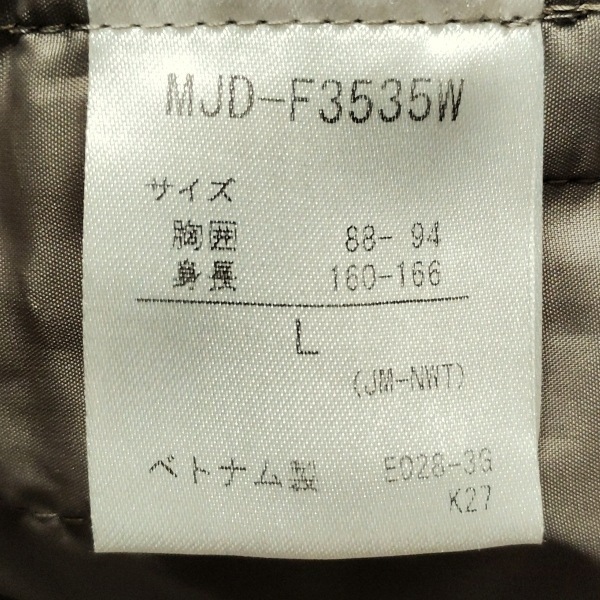 MJD-F3535W
サイズ
胸囲 88- 94
身長 160-166
L
(JM-NWT)
ベトナム製 E028-3G
K27